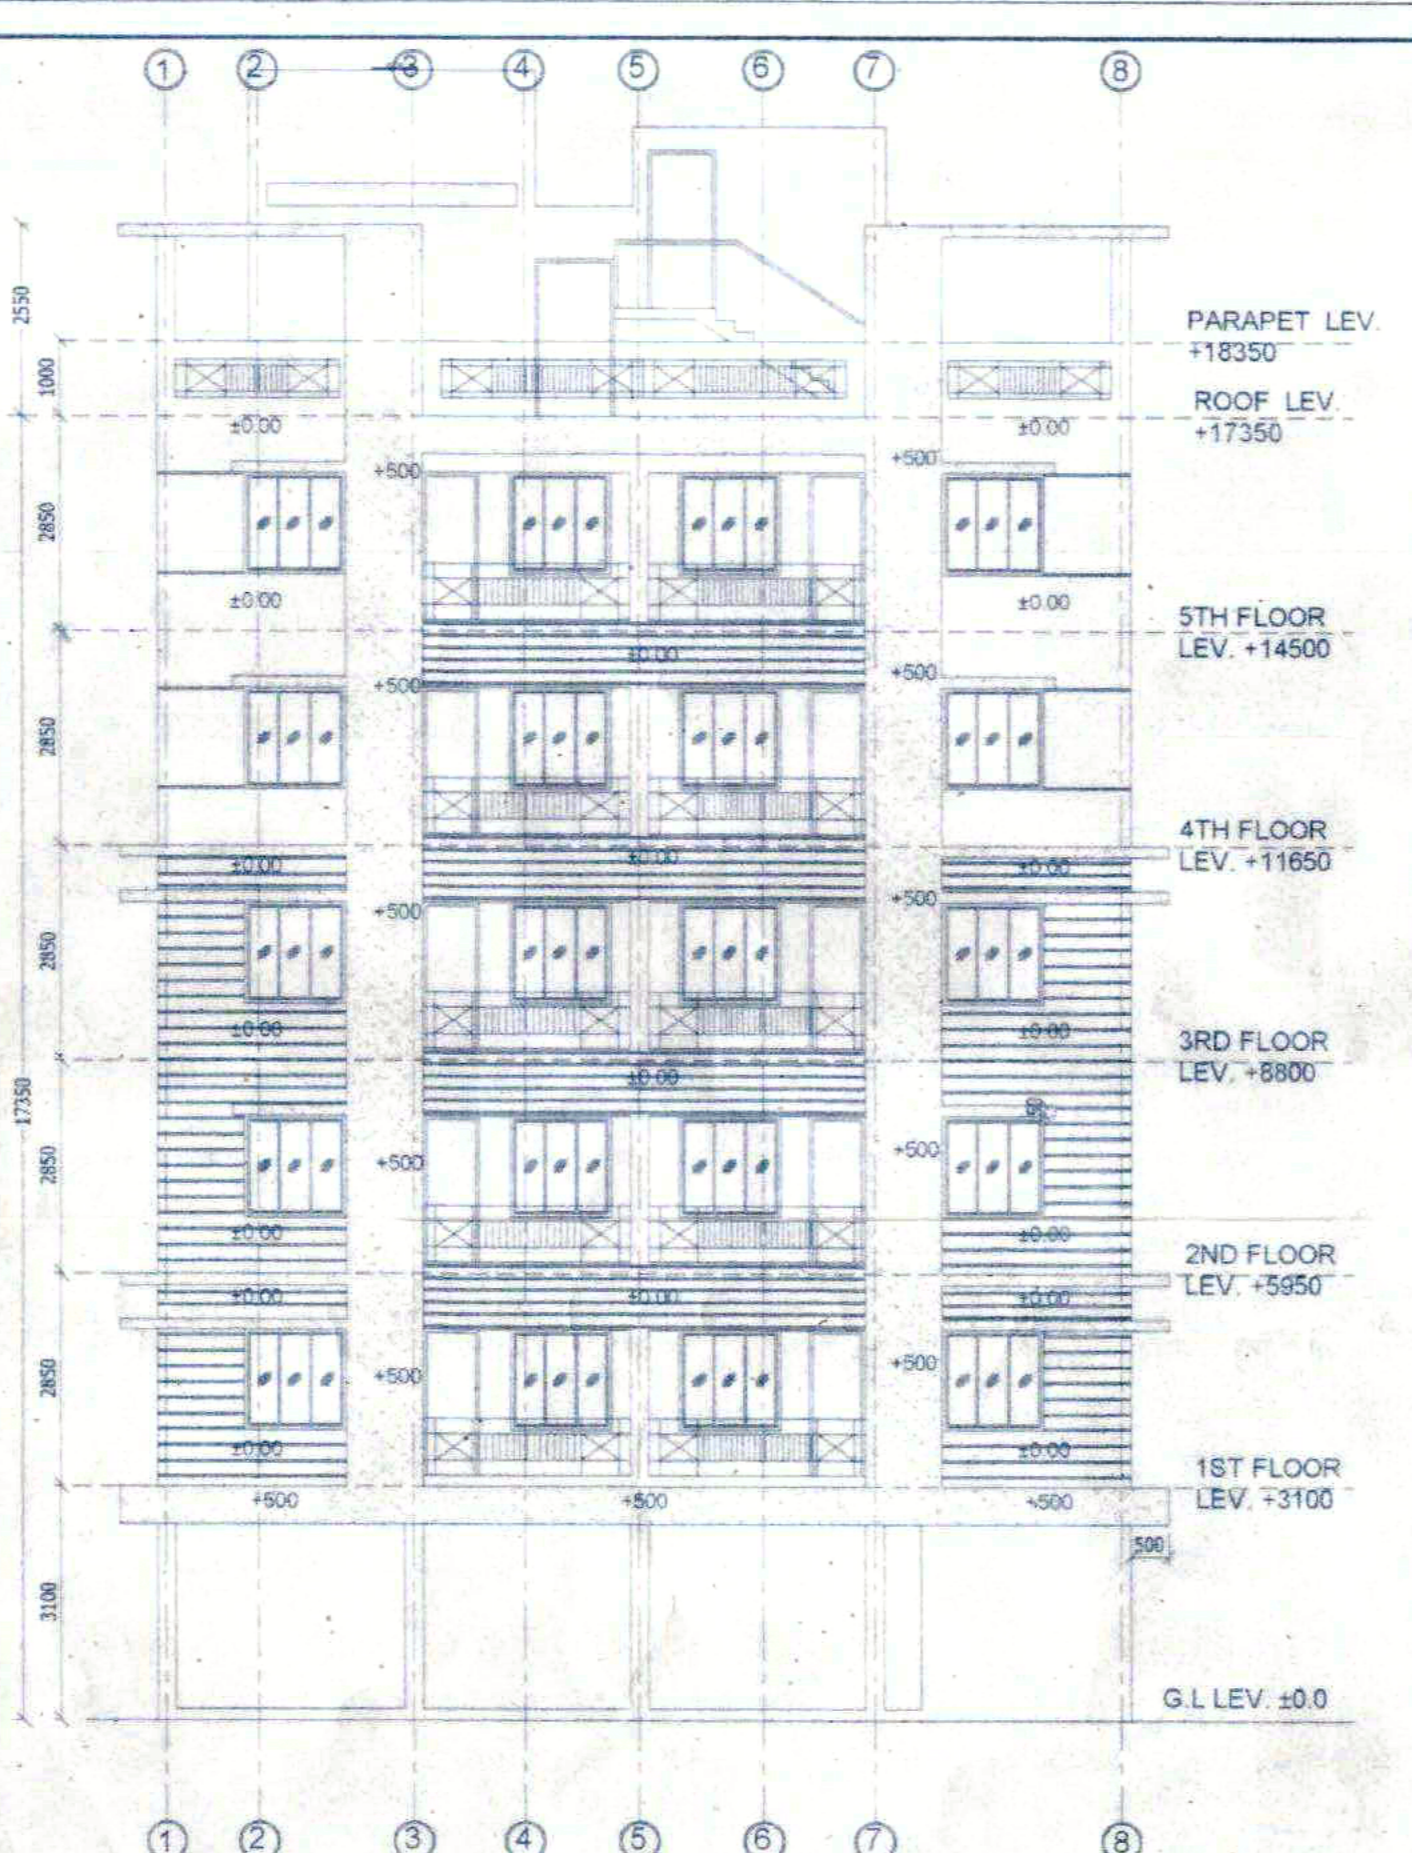 1 2 3 4 5 6 7 8
2550
1000
PARAPET LEV.
+18350
ROOF LEV.
+17350
±0.00 ±0.00
+500 +500
2850
±0.00 ±0.00
5TH FLOOR
LEV. +14500
±0.00
+500 +500
2850
4TH FLOOR
LEV. +11650
±0.00 ±0.00 ±0.00
+500 +500
2850
±0.00 ±0.00
3RD FLOOR
LEV. +8800
±0.00
17350
+500 +500
2850
±0.00 ±0.00
2ND FLOOR
LEV. +5950
±0.00 ±0.00 ±0.00
+500 +500
2850
±0.00 ±0.00
1ST FLOOR
LEV. +3100
+500 +500 +500
500
3100
G.L LEV. ±0.0
1 2 3 4 5 6 7 8